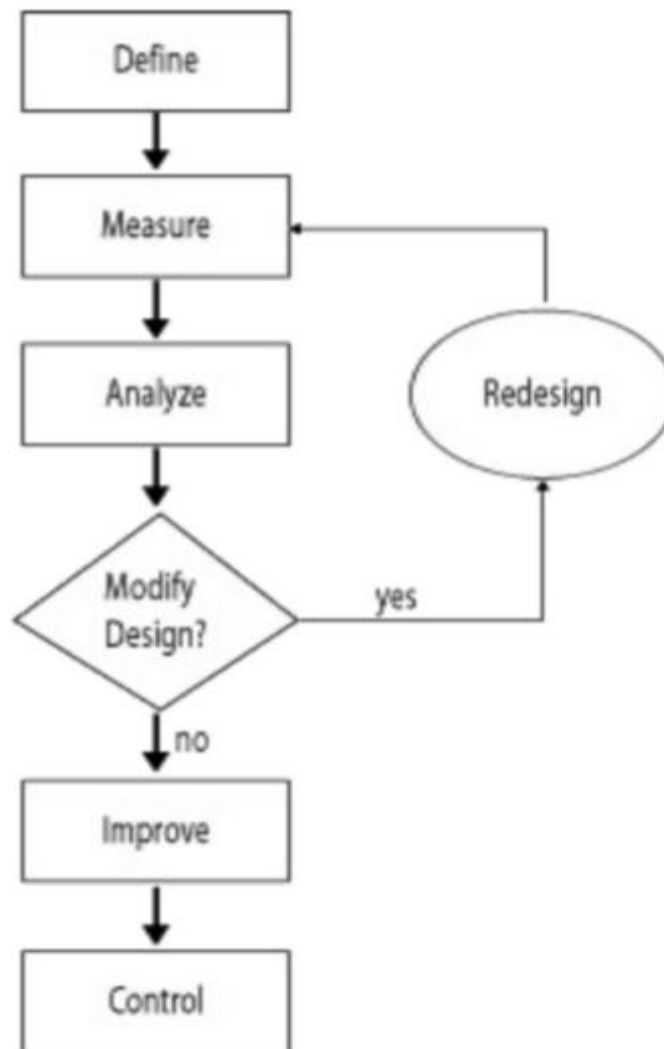 Define
Measure
Analyze
Redesign
Modify
Design?
yes
no
Improve
Control